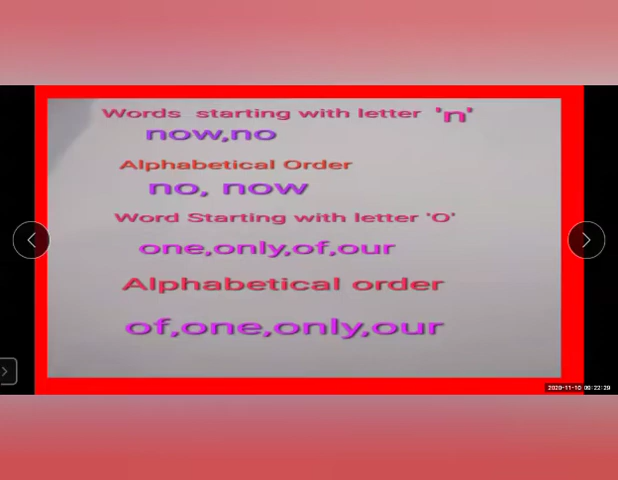 Words starting with letter 'n'
now,no
Alphabetical Order
no, now
Word Starting with letter 'O'
one,only,of,our
Alphabetical order
of,one,only,our
2020-11-10 09:22:29